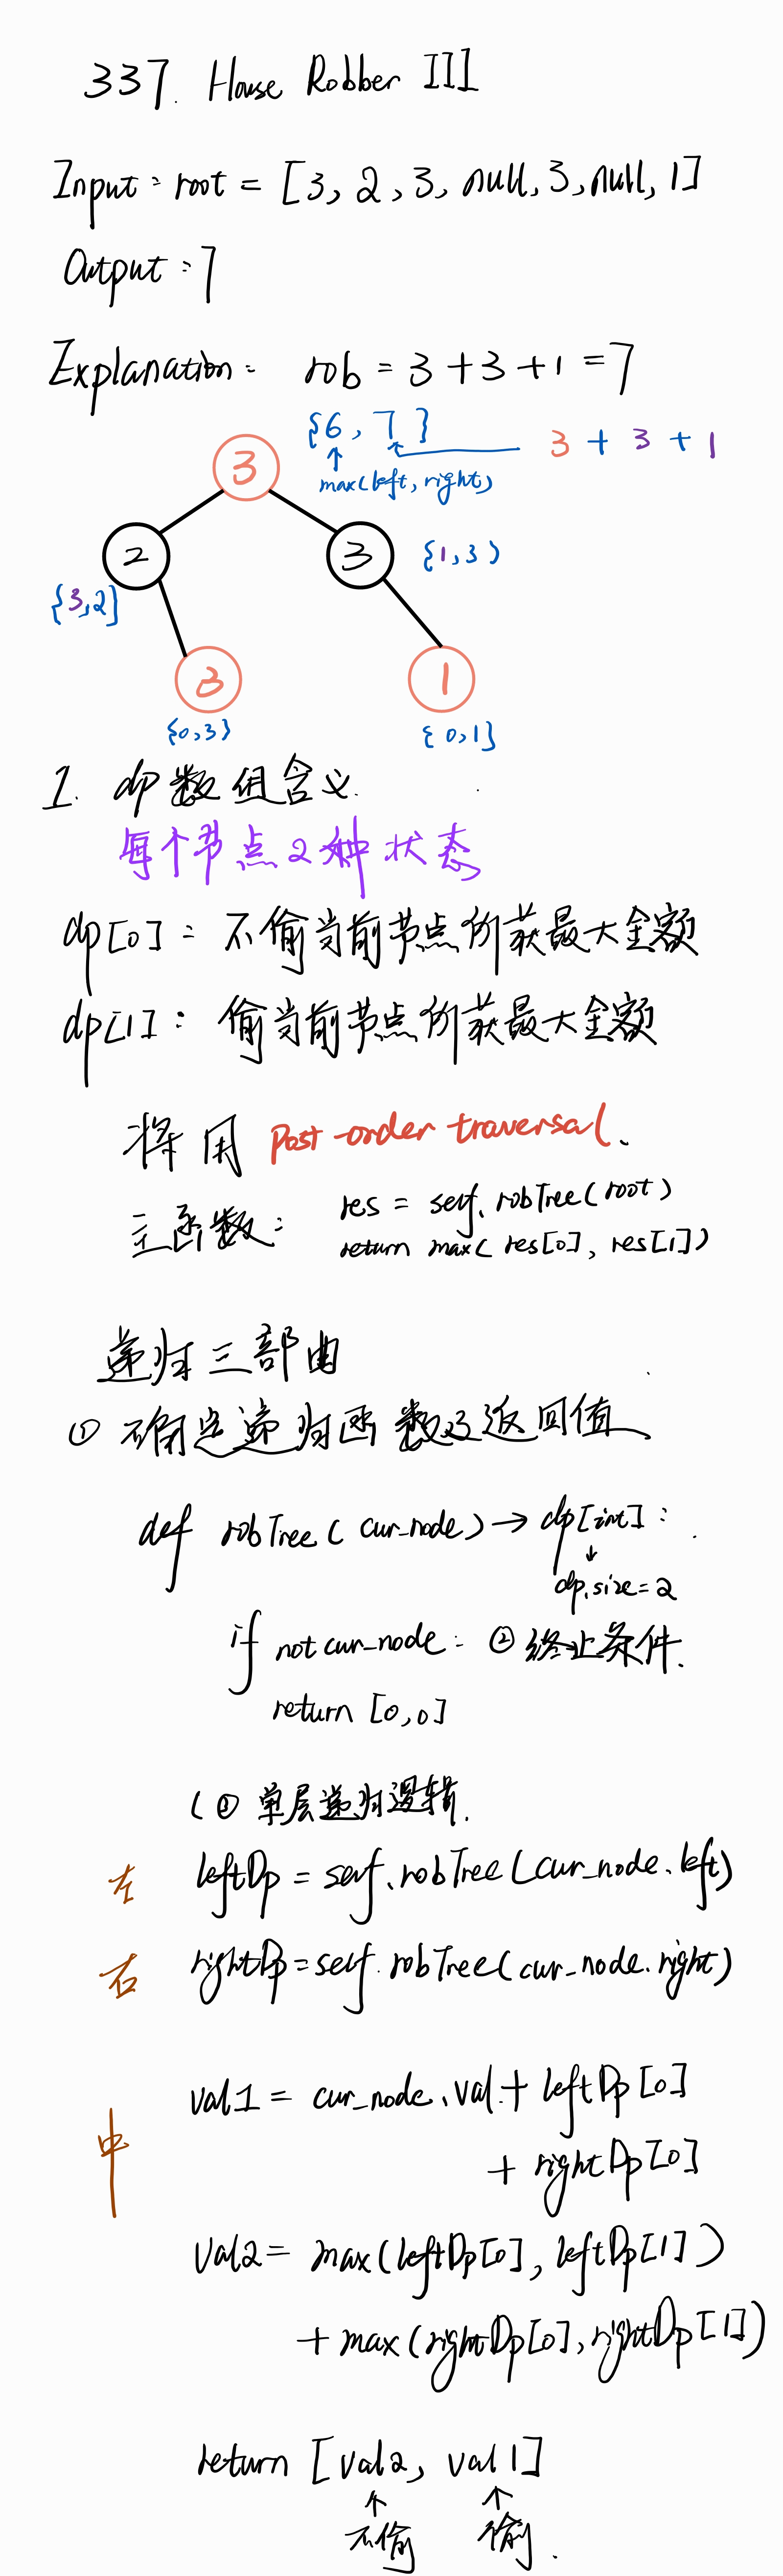 337. House Robber III
Input: root = [3, 2, 3, null, 3, null, 1]
Output: 7
Explanation: rob = 3 + 3 + 1 = 7
{6, 7} 3 + 3 + 1
max(left, right)
3
2
3
{1, 3}
{3, 2}
3
1
{0, 3}
{0, 1}
1. dp数组含义.
每个节点2种状态
dp[0]: 不偷当前节点所获最大金额
dp[1]: 偷当前节点所获最大金额
将用 post-order traversal.
主函数: res = self.robTree(root)
return max(res[0], res[1])
递归三部曲
① 确定递归函数及返回值
def robTree(cur_node) → dp[int]:
↓
dp.size=2
if not cur_node: ② 终止条件.
return [0,0]
(③ 单层递归逻辑.
左 leftDp = self.robTree(cur_node.left)
右 rightDp = self.robTree(cur_node.right)
中
val1 = cur_node.val + leftDp[0]
+ rightDp[0]
val2 = max(leftDp[0], leftDp[1])
+ max(rightDp[0], rightDp[1])
return [val2, val1]
↑ ↑
不偷 偷.